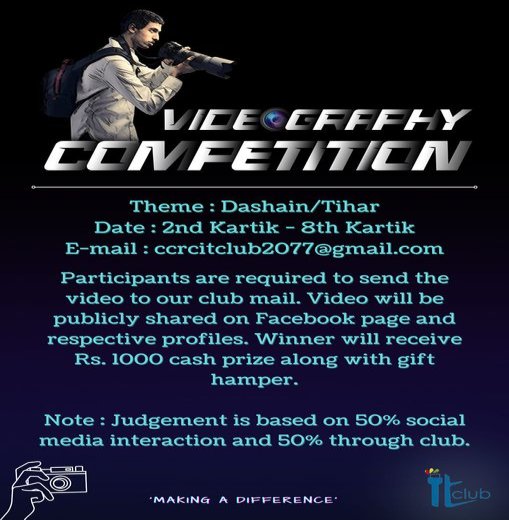 VIDEOGRAPHY
COMPETITION
Theme : Dashain/Tihar
Date : 2nd Kartik - 8th Kartik
E-mail : ccrcitclub2077@gmail.com
Participants are required to send the
video to our club mail. Video will be
publicly shared on Facebook page and
respective profiles. Winner will receive
Rs. 1000 cash prize along with gift
hamper.
Note : Judgement is based on 50% social
media interaction and 50% through club.
'MAKING A DIFFERENCE'
It club